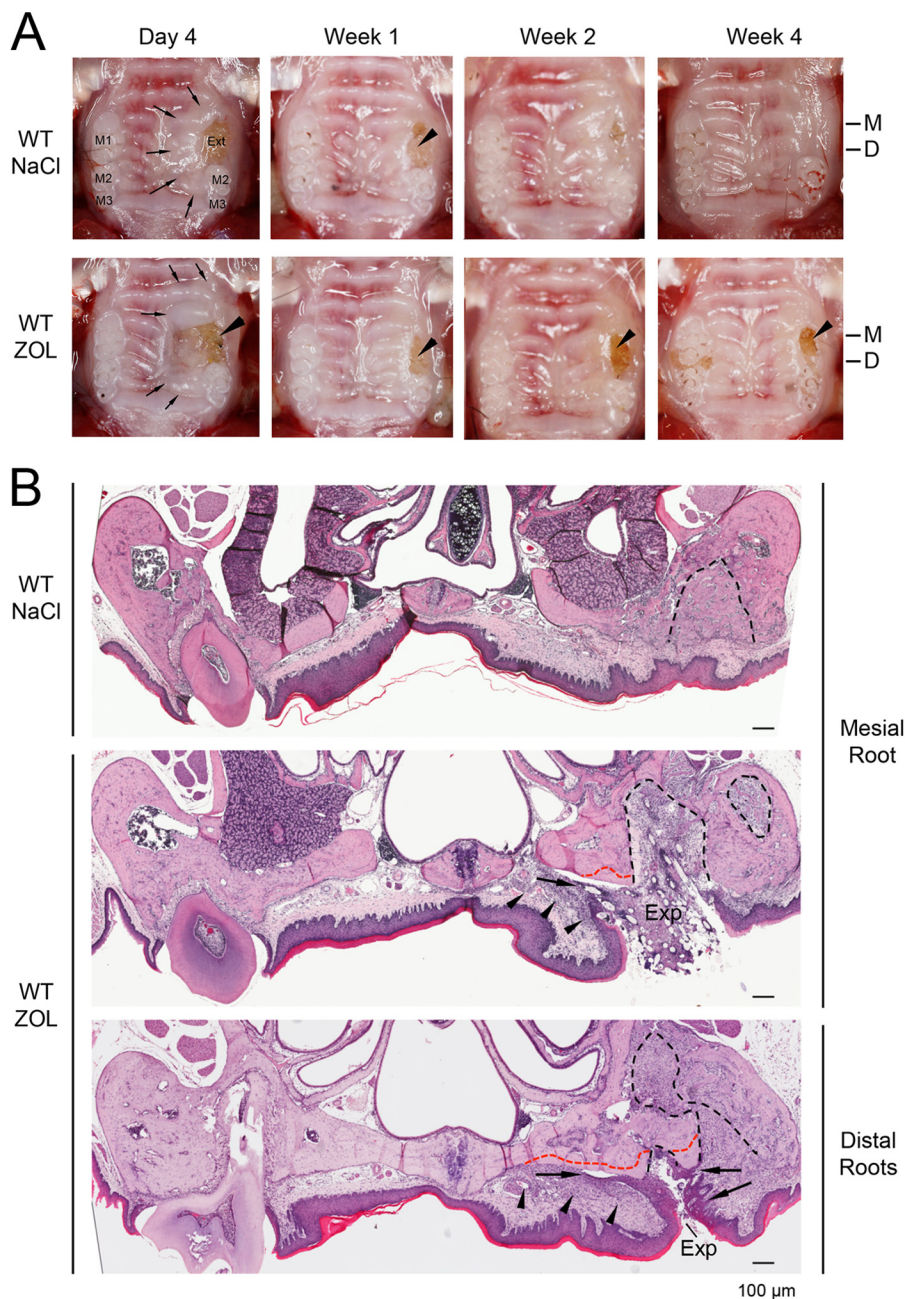 A
Day 4 Week 1 Week 2 Week 4
WT
NaCl
M1 Ext
M2 M2
M3 M3
M
D
WT
ZOL
M
D
B
WT
NaCl
Mesial
Root
WT
ZOL
Exp
Distal
Roots
Exp
100 µm